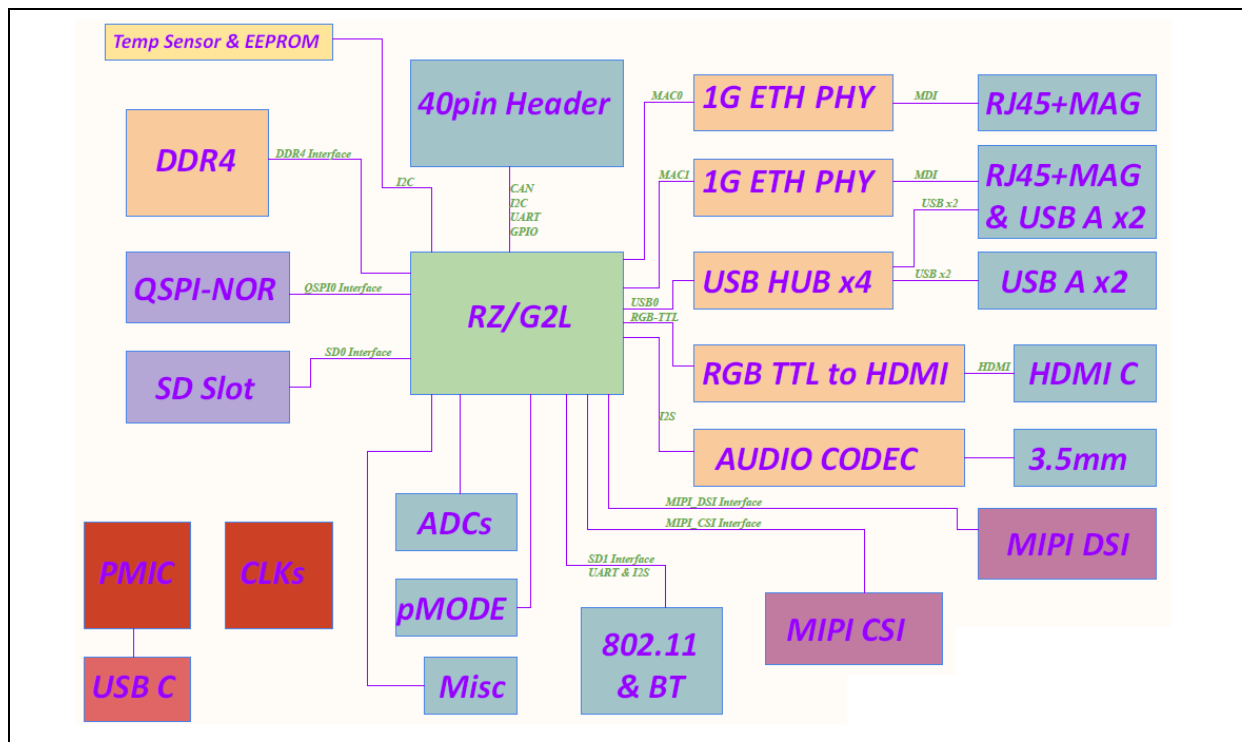 Temp Sensor & EEPROM
40pin Header
1G ETH PHY
RJ45+MAG
MAC0
MDI
DDR4
DDR4 Interface
I2C
CAN
I2C
UART
GPIO
MAC1
1G ETH PHY
MDI
RJ45+MAG
& USB A x2
USB x2
QSPI-NOR
QSPI0 Interface
RZ/G2L
USB0
USB HUB x4
USB x2
USB A x2
RGB-TTL
SD Slot
SD0 Interface
RGB TTL to HDMI
HDMI
HDMI C
I2S
AUDIO CODEC
3.5mm
MIPI_DSI Interface
MIPI DSI
MIPI_CSI Interface
MIPI CSI
ADCs
SD1 Interface
UART & I2S
PMIC
CLKs
pMODE
802.11
& BT
USB C
Misc